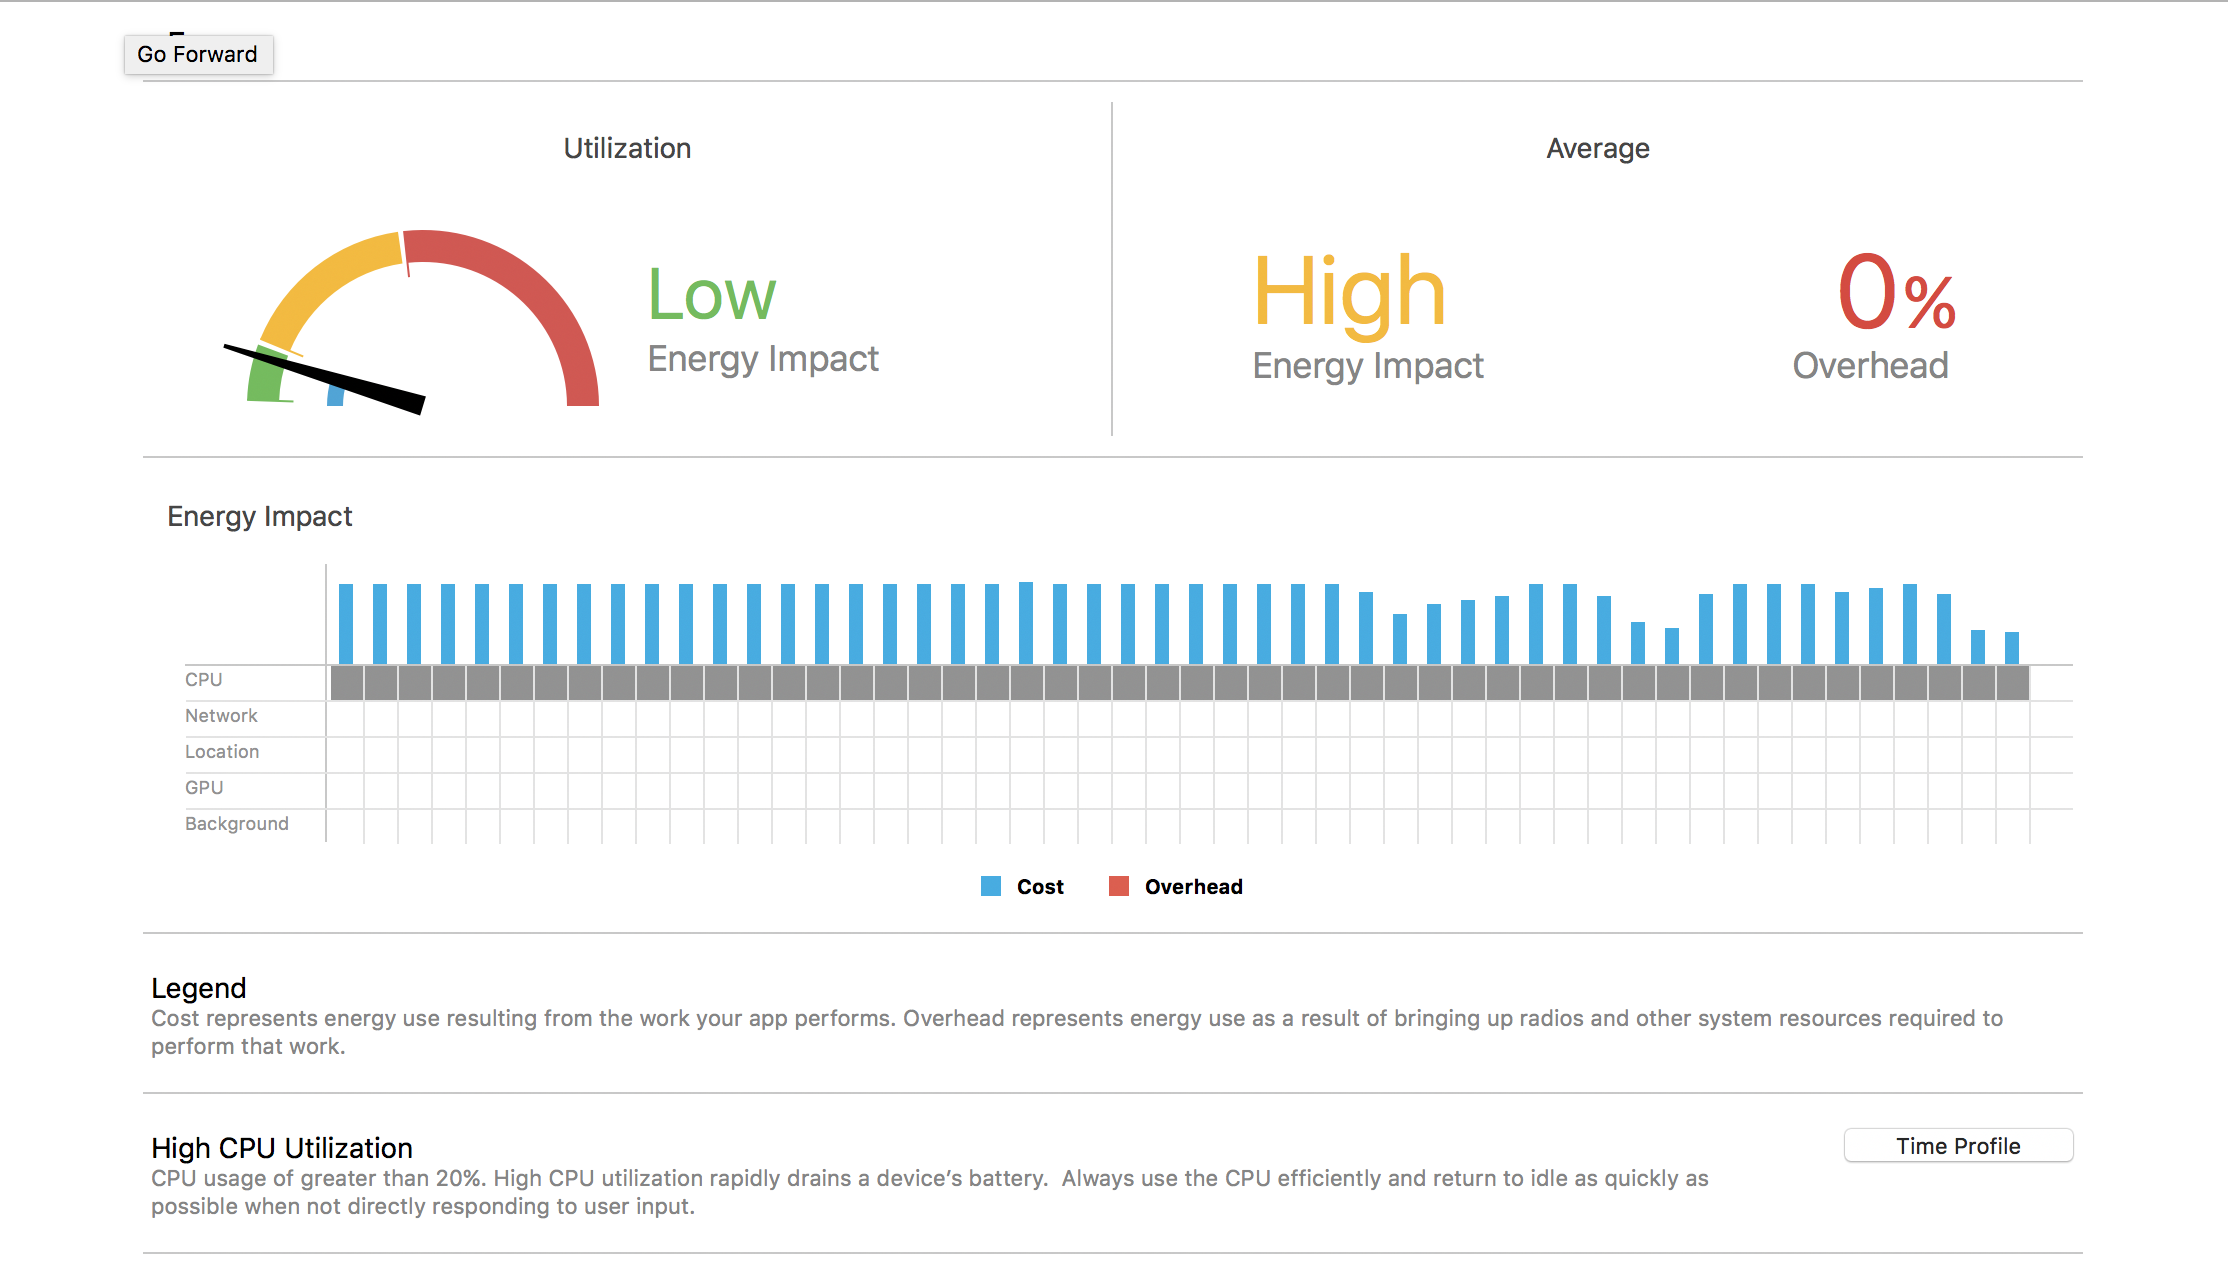 Go Forward
Utilization
Average
Low
Energy Impact
High
Energy Impact
0%
Overhead
Energy Impact
CPU
Network
Location
GPU
Background
Cost
Overhead
Legend
Cost represents energy use resulting from the work your app performs. Overhead represents energy use as a result of bringing up radios and other system resources required to
perform that work.
High CPU Utilization
Time Profile
CPU usage of greater than 20%. High CPU utilization rapidly drains a device’s battery.  Always use the CPU efficiently and return to idle as quickly as
possible when not directly responding to user input.